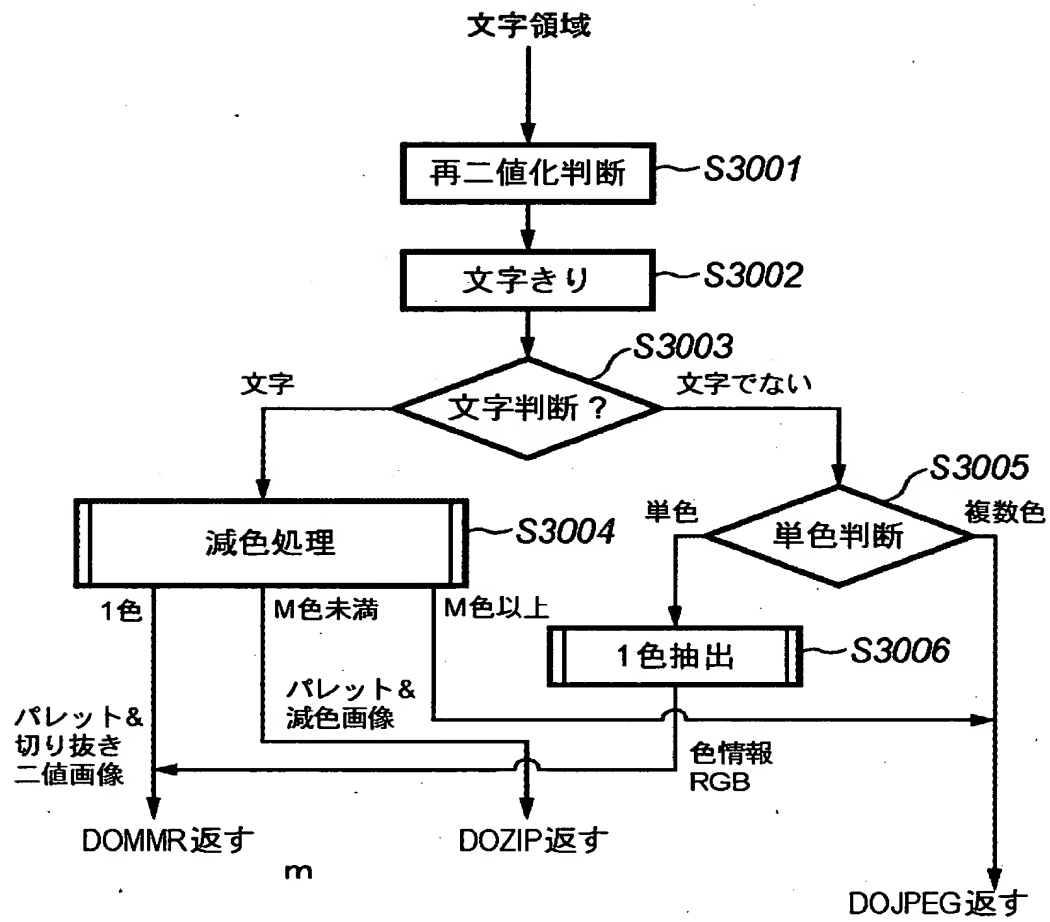 文字領域
再二値化判断
S3001
文字きり
S3002
S3003
文字
文字判断？
文字でない
S3005
単色
単色判断
複数色
減色処理
S3004
1色
M色未満
M色以上
1色抽出
S3006
パレット&
減色画像
パレット&
切り抜き
二値画像
色情報
RGB
DOMMR返す
DOZIP返す
m
DOJPEG返す